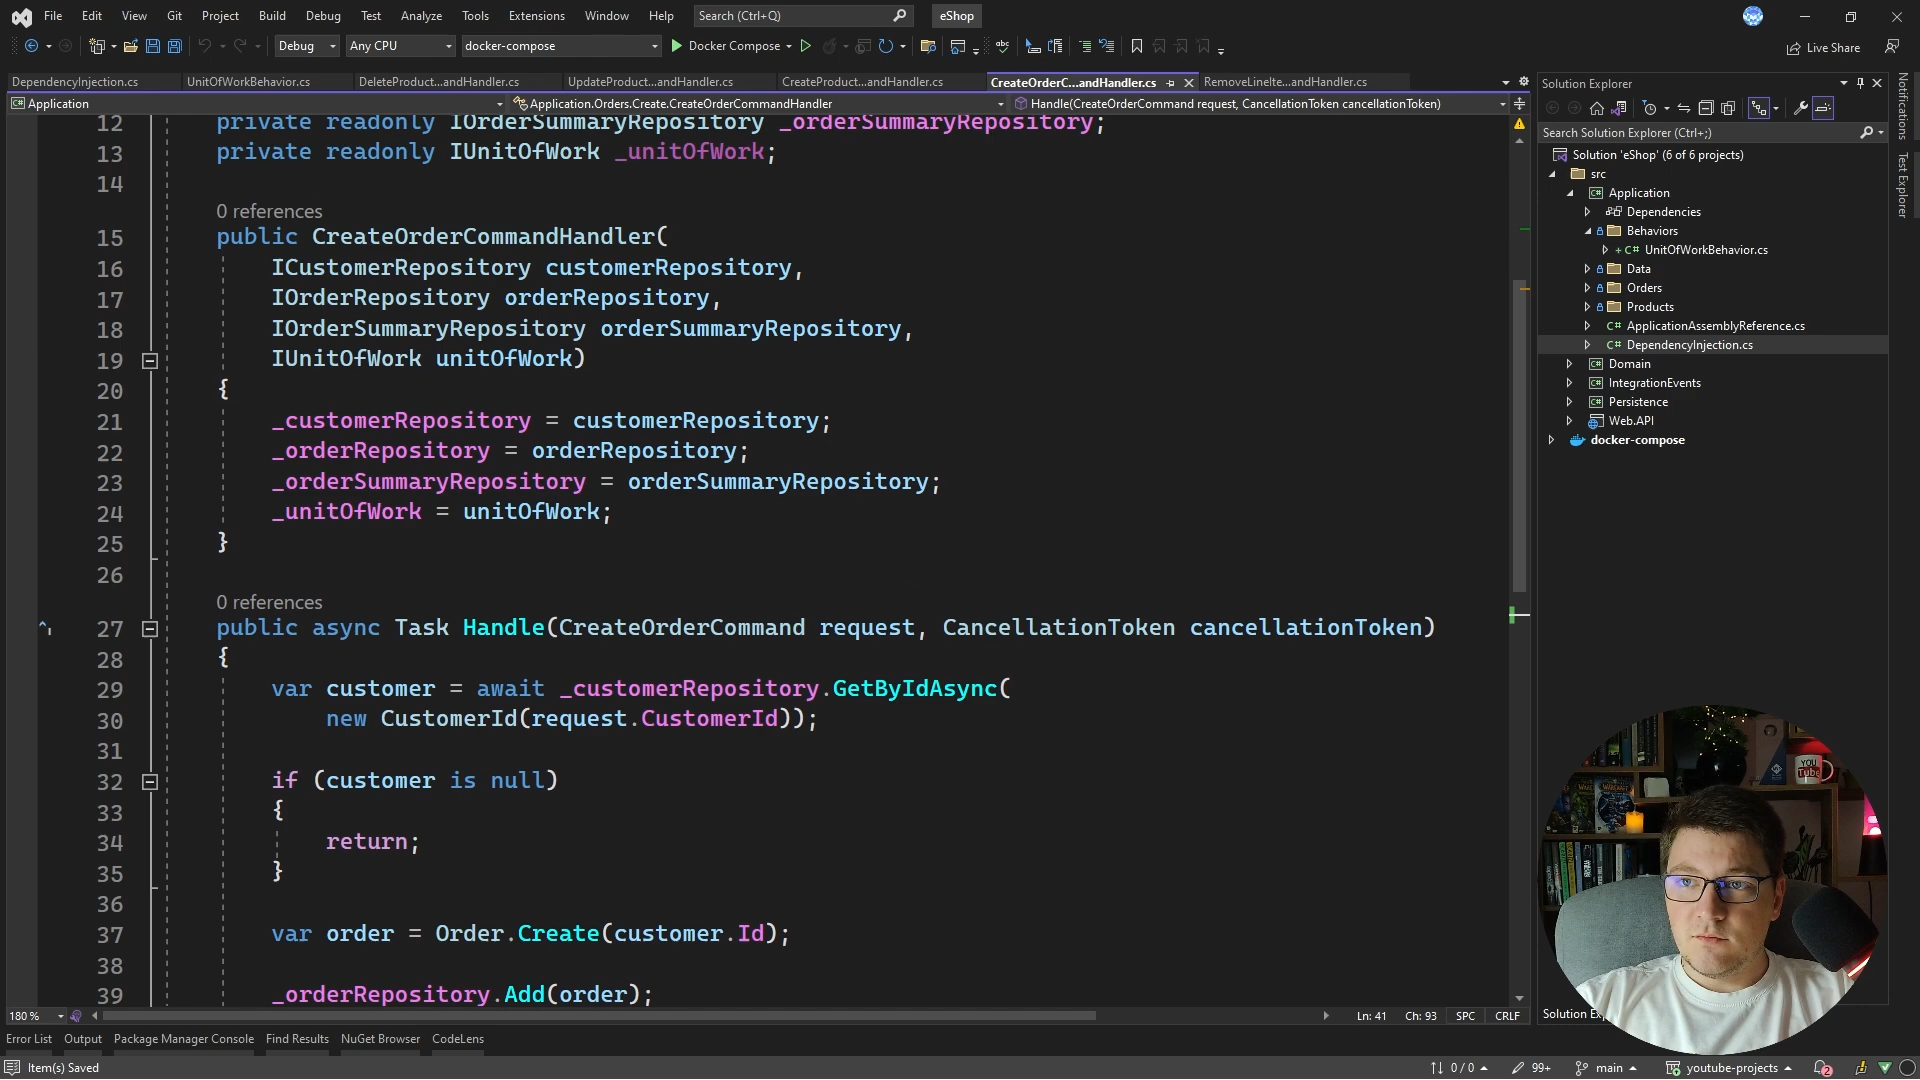 File Edit View Git Project Build Debug Test Analyze Tools Extensions Window Help Search (Ctrl+Q) eShop
Debug Any CPU docker-compose Docker Compose Live Share
DependencyInjection.cs UnitOfWorkBehavior.cs DeleteProduct...andHandler.cs UpdateProduct...andHandler.cs CreateProduct...andHandler.cs CreateOrderC...andHandler.cs RemoveLineIte...andHandler.cs
Application Application.Orders.Create.CreateOrderCommandHandler Handle(CreateOrderCommand request, CancellationToken cancellationToken)
12 private readonly IOrderSummaryRepository _orderSummaryRepository;
13 private readonly IUnitOfWork _unitOfWork;
14
0 references
15 public CreateOrderCommandHandler(
16 ICustomerRepository customerRepository,
17 IOrderRepository orderRepository,
18 IOrderSummaryRepository orderSummaryRepository,
19 IUnitOfWork unitOfWork)
20 {
21 _customerRepository = customerRepository;
22 _orderRepository = orderRepository;
23 _orderSummaryRepository = orderSummaryRepository;
24 _unitOfWork = unitOfWork;
25 }
26
0 references
27 public async Task Handle(CreateOrderCommand request, CancellationToken cancellationToken)
28 {
29 var customer = await _customerRepository.GetByIdAsync(
30 new CustomerId(request.CustomerId));
31
32 if (customer is null)
33 {
34 return;
35 }
36
37 var order = Order.Create(customer.Id);
38
39 _orderRepository.Add(order);
180 % Ln: 41 Ch: 93 SPC CRLF
Error List Output Package Manager Console Find Results NuGet Browser CodeLens
Item(s) Saved 0 / 0 99+ main youtube-projects 2
Solution Explorer
Search Solution Explorer (Ctrl+;)
Solution 'eShop' (6 of 6 projects)
src
Application
Dependencies
Behaviors
UnitOfWorkBehavior.cs
Data
Orders
Products
ApplicationAssemblyReference.cs
DependencyInjection.cs
Domain
IntegrationEvents
Persistence
Web.API
docker-compose
Notifications
Test Explorer
YOU
Tube